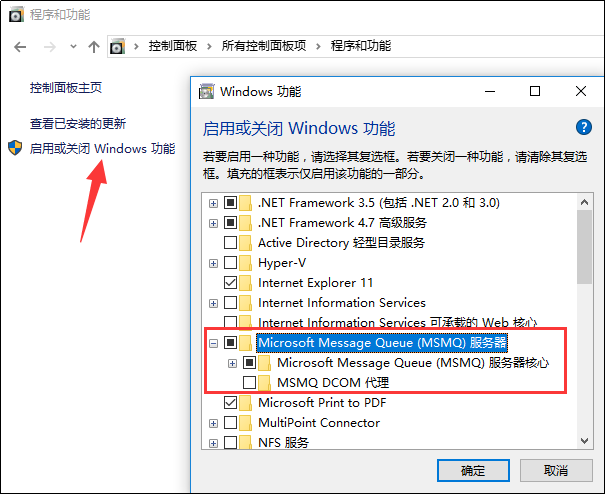 程序和功能
控制面板 > 所有控制面板项 > 程序和功能
控制面板主页
查看已安装的更新
启用或关闭 Windows 功能
Windows 功能
启用或关闭 Windows 功能
若要启用一种功能，请选择其复选框。若要关闭一种功能，请清除其复选
框。填充的框表示仅启用该功能的一部分。
.NET Framework 3.5 (包括 .NET 2.0 和 3.0)
.NET Framework 4.7 高级服务
Active Directory 轻型目录服务
Hyper-V
Internet Explorer 11
Internet Information Services
Internet Information Services 可承载的 Web 核心
Microsoft Message Queue (MSMQ) 服务器
Microsoft Message Queue (MSMQ) 服务器核心
MSMQ DCOM 代理
Microsoft Print to PDF
MultiPoint Connector
NFS 服务
确定
取消